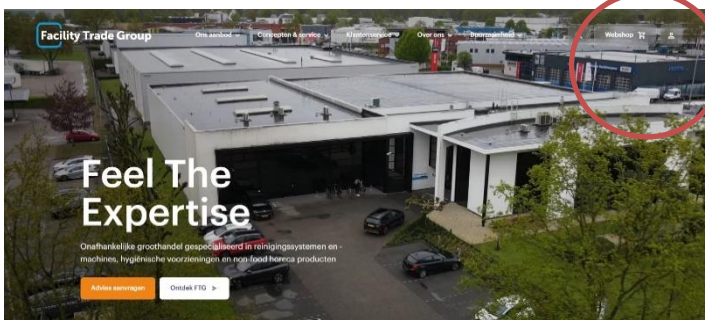 Facility Trade Group
Ons aanbod Concepten & service Klantenservice Over ons Duurzaamheid Webshop
Feel The
Expertise
Onafhankelijke groothandel gespecialiseerd in reinigingssystemen en -
machines, hygiënische voorzieningen en non-food horeca producten
Advies aanvragen Ontdek FTG